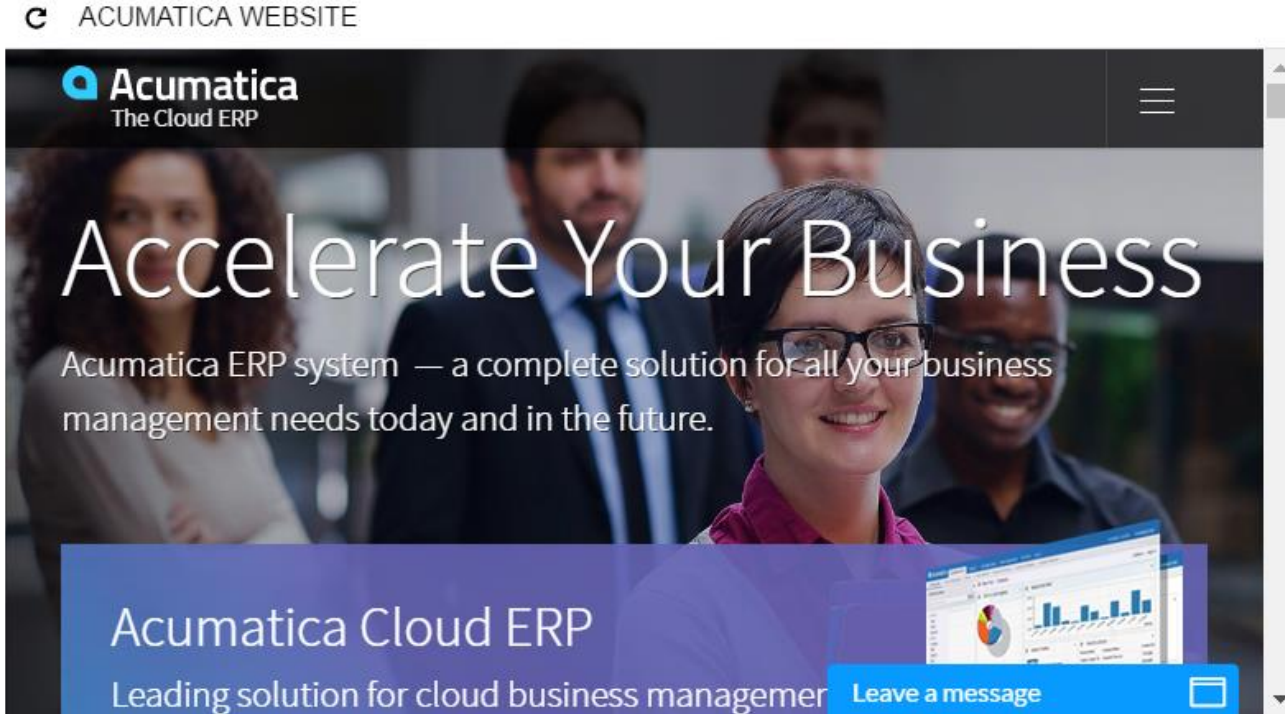 ACUMATICA WEBSITE
Acumatica
The Cloud ERP
Accelerate Your Business
Acumatica ERP system — a complete solution for all your business
management needs today and in the future.
Acumatica Cloud ERP
Leading solution for cloud business managemen
Leave a message